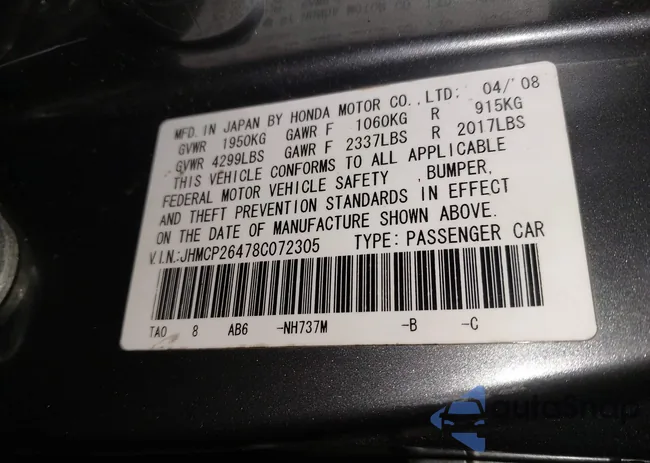 MFD. IN JAPAN BY HONDA MOTOR CO., LTD: 04/'08
GVWR 1950KG GAWR F 1060KG R 915KG
GVWR 4299LBS GAWR F 2337LBS R 2017LBS
THIS VEHICLE CONFORMS TO ALL APPLICABLE
FEDERAL MOTOR VEHICLE SAFETY , BUMPER,
AND THEFT PREVENTION STANDARDS IN EFFECT
ON THE DATE OF MANUFACTURE SHOWN ABOVE.
V.I.N.:JHMCP26478C072305 TYPE: PASSENGER CAR
TA0 8 AB6 -NH737M -B -C
autoShop